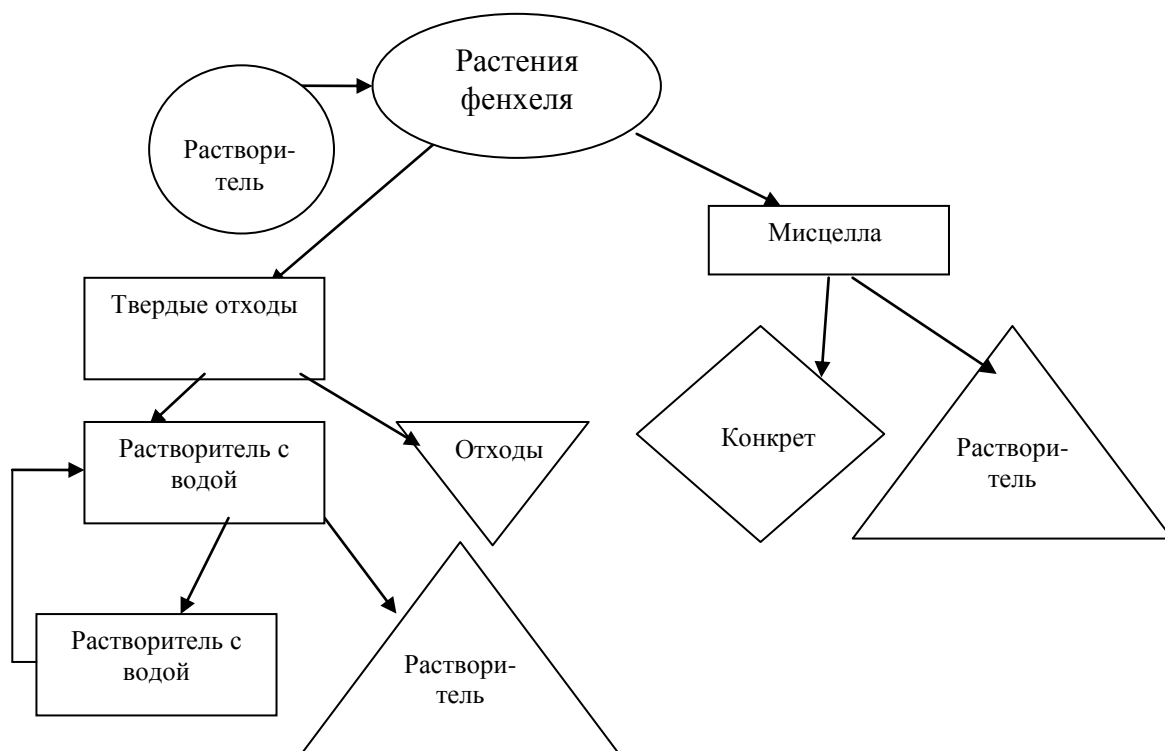 Растения
фенхеля
Раствори-
тель
Мисцелла
Твердые отходы
Конкрет
Раствори-
тель
Растворитель с
водой
Отходы
Растворитель с
водой
Раствори-
тель